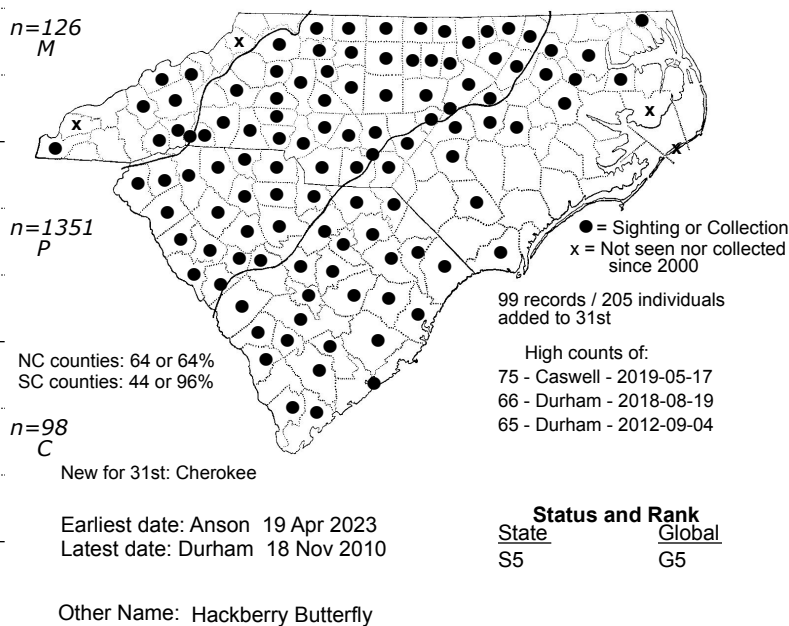 n=126
M
n=1351
P
● = Sighting or Collection
x = Not seen nor collected
since 2000
99 records / 205 individuals
added to 31st
NC counties: 64 or 64%
SC counties: 44 or 96%
High counts of:
75 - Caswell - 2019-05-17
66 - Durham - 2018-08-19
65 - Durham - 2012-09-04
n=98
C
New for 31st: Cherokee
Earliest date: Anson 19 Apr 2023
Latest date: Durham 18 Nov 2010
Status and Rank
State Global
S5 G5
Other Name: Hackberry Butterfly